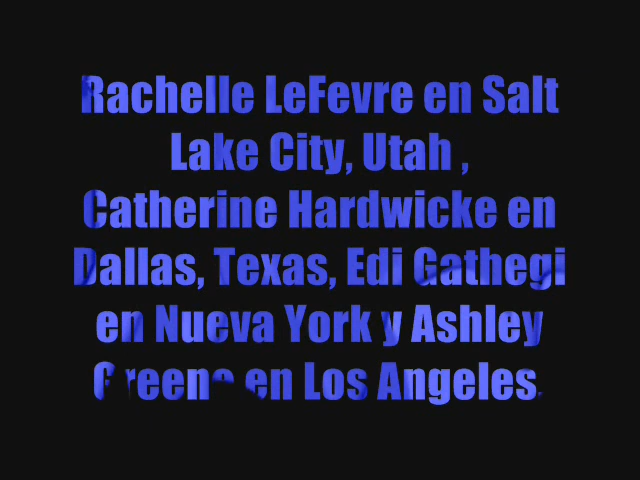 Rachelle LeFevre en Salt
Lake City, Utah ,
Catherine Hardwicke en
Dallas, Texas, Edi Gathegi
en Nueva York y Ashley
Greene en Los Angeles.